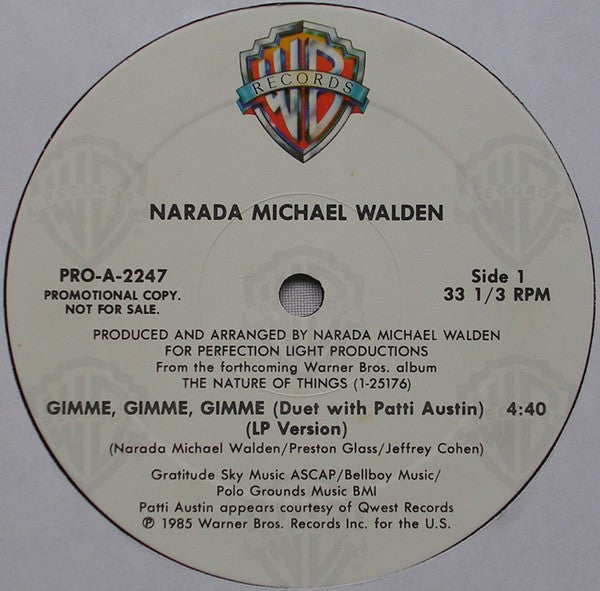 WB
RECORDS
NARADA MICHAEL WALDEN
PRO-A-2247
PROMOTIONAL COPY.
NOT FOR SALE.
Side 1
33 1/3 RPM
PRODUCED AND ARRANGED BY NARADA MICHAEL WALDEN
FOR PERFECTION LIGHT PRODUCTIONS
From the forthcoming Warner Bros. album
THE NATURE OF THINGS (1-25176)
GIMME, GIMME, GIMME (Duet with Patti Austin) 4:40
(LP Version)
(Narada Michael Walden/Preston Glass/Jeffrey Cohen)
Gratitude Sky Music ASCAP/Bellboy Music/
Polo Grounds Music BMI
Patti Austin appears courtesy of Qwest Records
℗ 1985 Warner Bros. Records Inc. for the U.S.